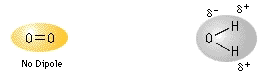 O=O
No Dipole
δ⁻ δ⁺
H
O
H
δ⁺